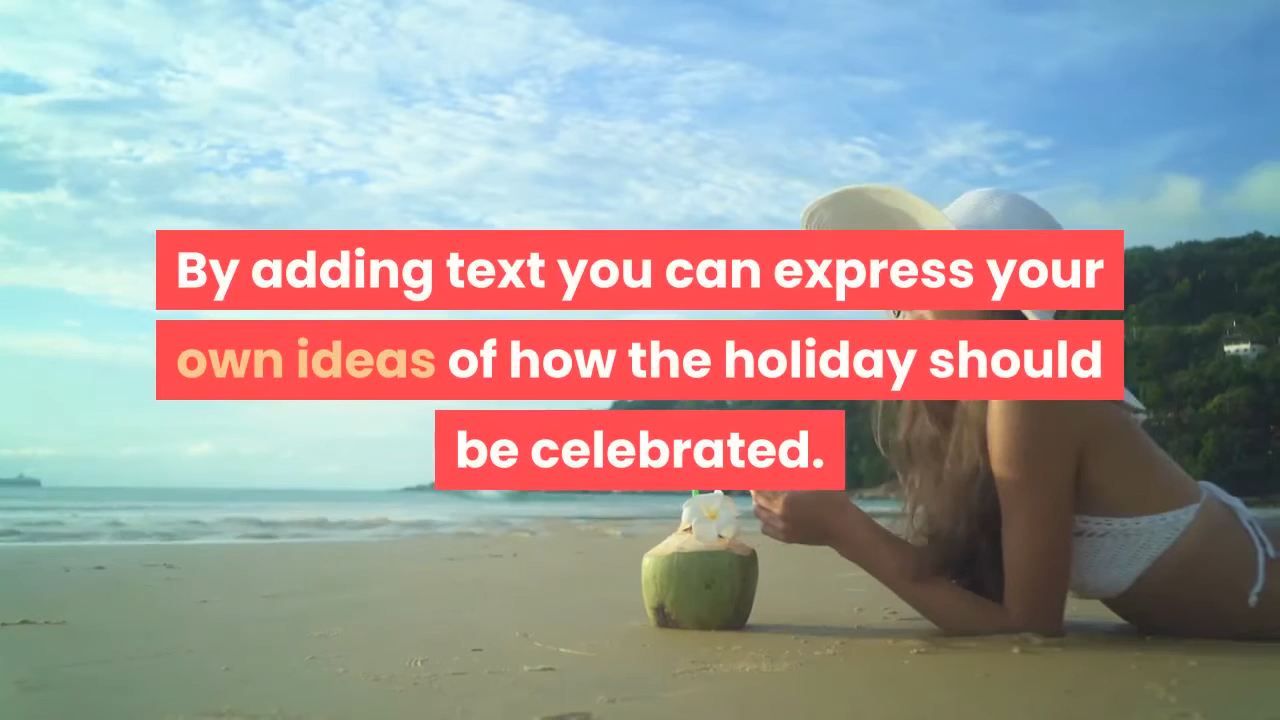 By adding text you can express your
own ideas of how the holiday should
be celebrated.